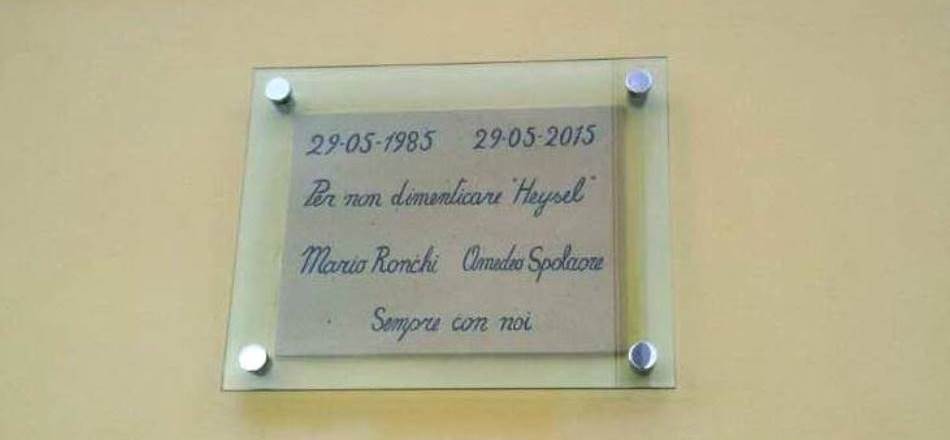 29-05-1985 29-05-2015
Per non dimenticare "Heysel"
Mario Ronchi Amedeo Spolaore
Sempre con noi